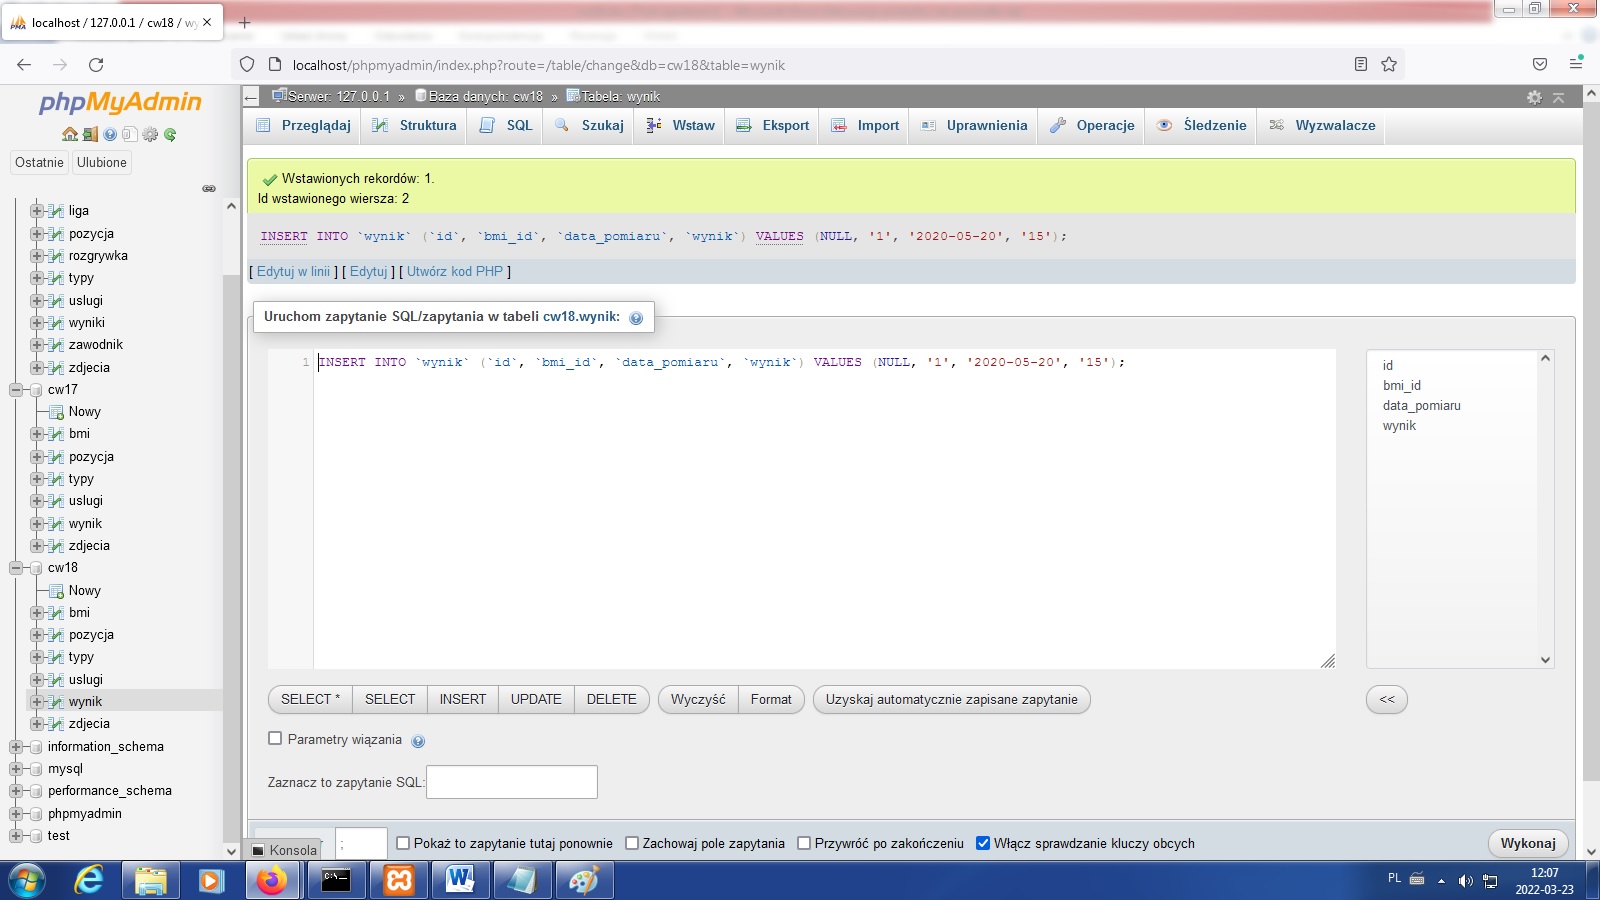 localhost / 127.0.0.1 / cw18 / wy
localhost/phpmyadmin/index.php?route=/table/change&db=cw18&table=wynik
phpMyAdmin
Ostatnie
Ulubione
liga
pozycja
rozgrywka
typy
uslugi
wyniki
zawodnik
zdjecia
cw17
Nowy
bmi
pozycja
typy
uslugi
wynik
zdjecia
cw18
Nowy
bmi
pozycja
typy
uslugi
wynik
zdjecia
information_schema
mysql
performance_schema
phpmyadmin
test
Serwer: 127.0.0.1 » Baza danych: cw18 » Tabela: wynik
Przeglądaj Struktura SQL Szukaj Wstaw Eksport Import Uprawnienia Operacje Śledzenie Wyzwalacze
Wstawionych rekordów: 1.
Id wstawionego wiersza: 2
INSERT INTO `wynik` (`id`, `bmi_id`, `data_pomiaru`, `wynik`) VALUES (NULL, '1', '2020-05-20', '15');
[ Edytuj w linii ] [ Edytuj ] [ Utwórz kod PHP ]
Uruchom zapytanie SQL/zapytania w tabeli cw18.wynik:
1 INSERT INTO `wynik` (`id`, `bmi_id`, `data_pomiaru`, `wynik`) VALUES (NULL, '1', '2020-05-20', '15');
id
bmi_id
data_pomiaru
wynik
SELECT * SELECT INSERT UPDATE DELETE Wyczyść Format Uzyskaj automatycznie zapisane zapytanie <<
Parametry wiązania
Zaznacz to zapytanie SQL:
Konsola ; Pokaż to zapytanie tutaj ponownie Zachowaj pole zapytania Przywróć po zakończeniu Włącz sprawdzanie kluczy obcych Wykonaj
PL
12:07
2022-03-23